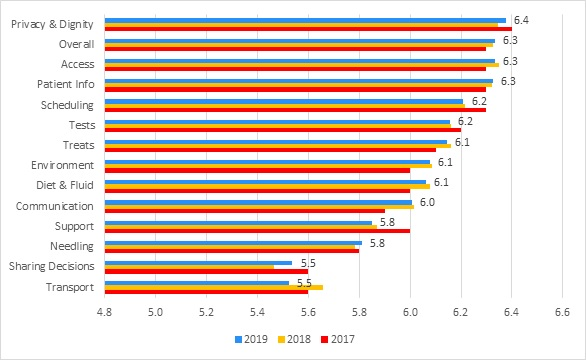 Privacy & Dignity 6.4
Overall 6.3
Access 6.3
Patient Info 6.3
Scheduling 6.2
Tests 6.2
Treats 6.1
Environment 6.1
Diet & Fluid 6.1
Communication 6.0
Support 5.8
Needling 5.8
Sharing Decisions 5.5
Transport 5.5
4.8 5.0 5.2 5.4 5.6 5.8 6.0 6.2 6.4 6.6
2019 2018 2017